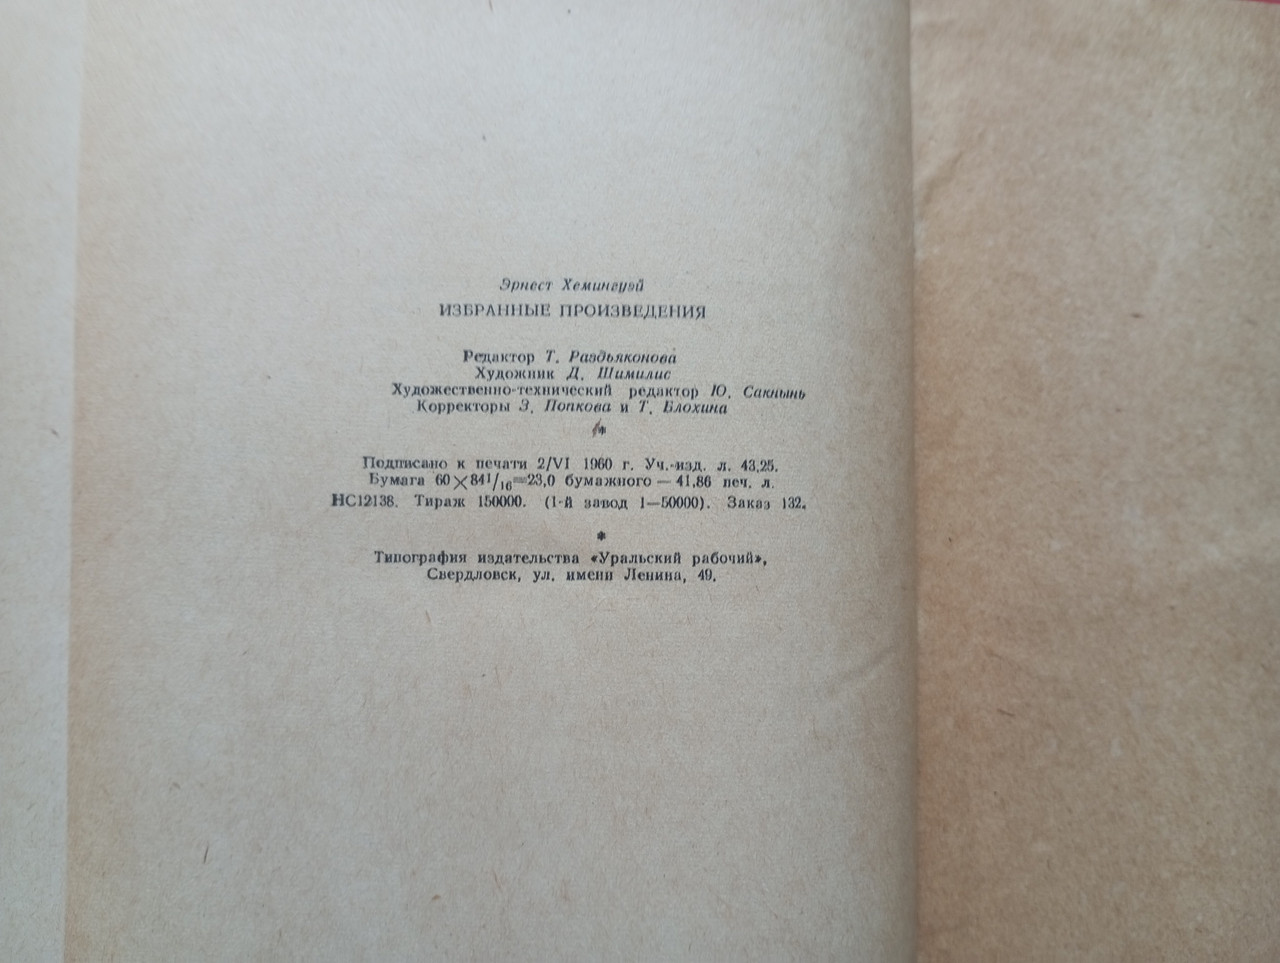 Эрнест Хемингуэй
ИЗБРАННЫЕ ПРОИЗВЕДЕНИЯ
Редактор Т. Раздьяконова
Художник Д. Шимилис
Художественно-технический редактор Ю. Сакнынь
Корректоры З. Попкова и Т. Блохина
*
Подписано к печати 2/VI 1960 г. Уч.-изд. л. 43,25.
Бумага 60×84¹/₁₆=23,0 бумажного — 41,86 печ. л.
НС12138. Тираж 150000. (1-й завод 1—50000). Заказ 132.
*
Типография издательства «Уральский рабочий»,
Свердловск, ул. имени Ленина, 49.